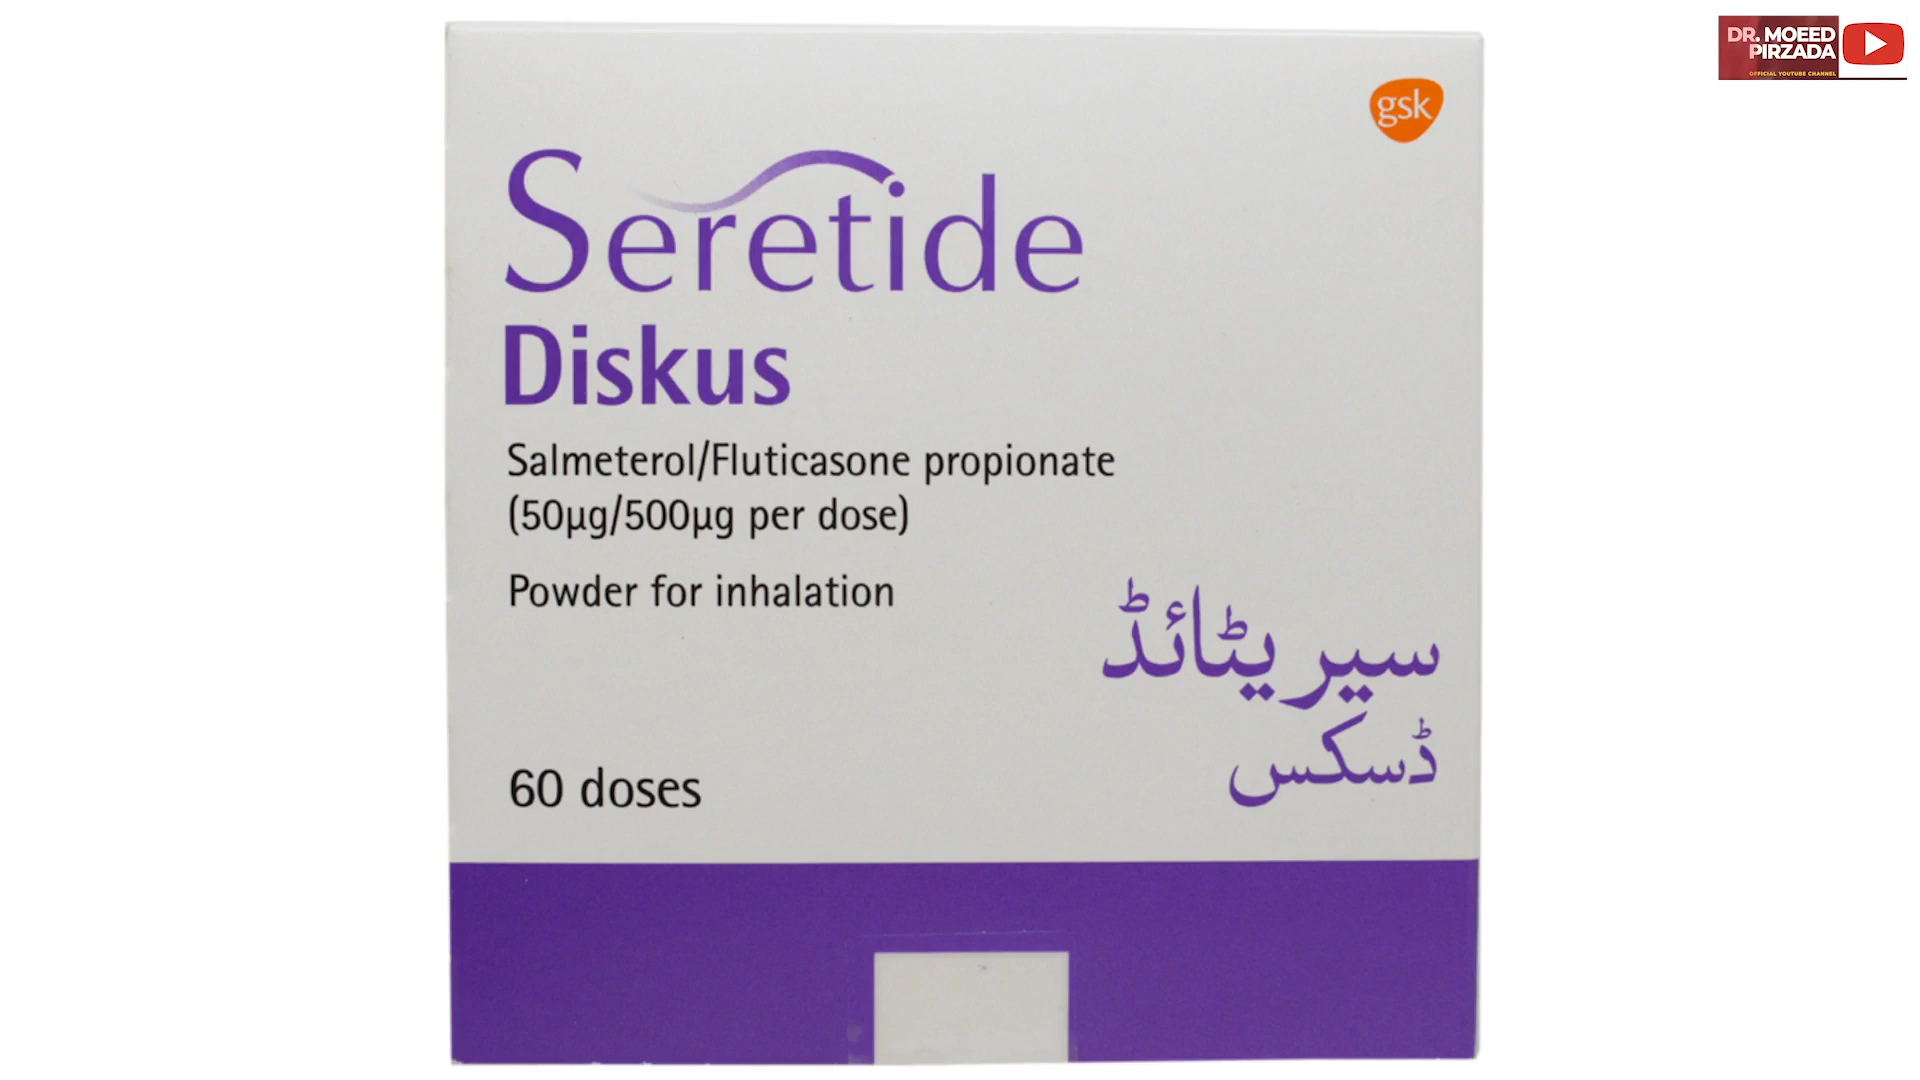 DR. MOEED
PIRZADA
OFFICIAL YOUTUBE CHANNEL
gsk
Seretide
Diskus
Salmeterol/Fluticasone propionate
(50µg/500µg per dose)
Powder for inhalation
سیریٹائڈ
ڈسکس
60 doses